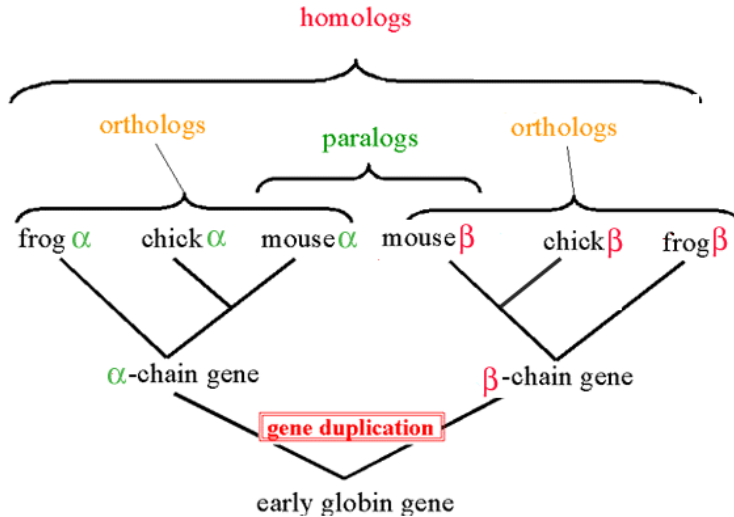 homologs
orthologs
paralogs
orthologs
frog α
chick α
mouse α
mouse β
chick β
frog β
α-chain gene
β-chain gene
gene duplication
early globin gene